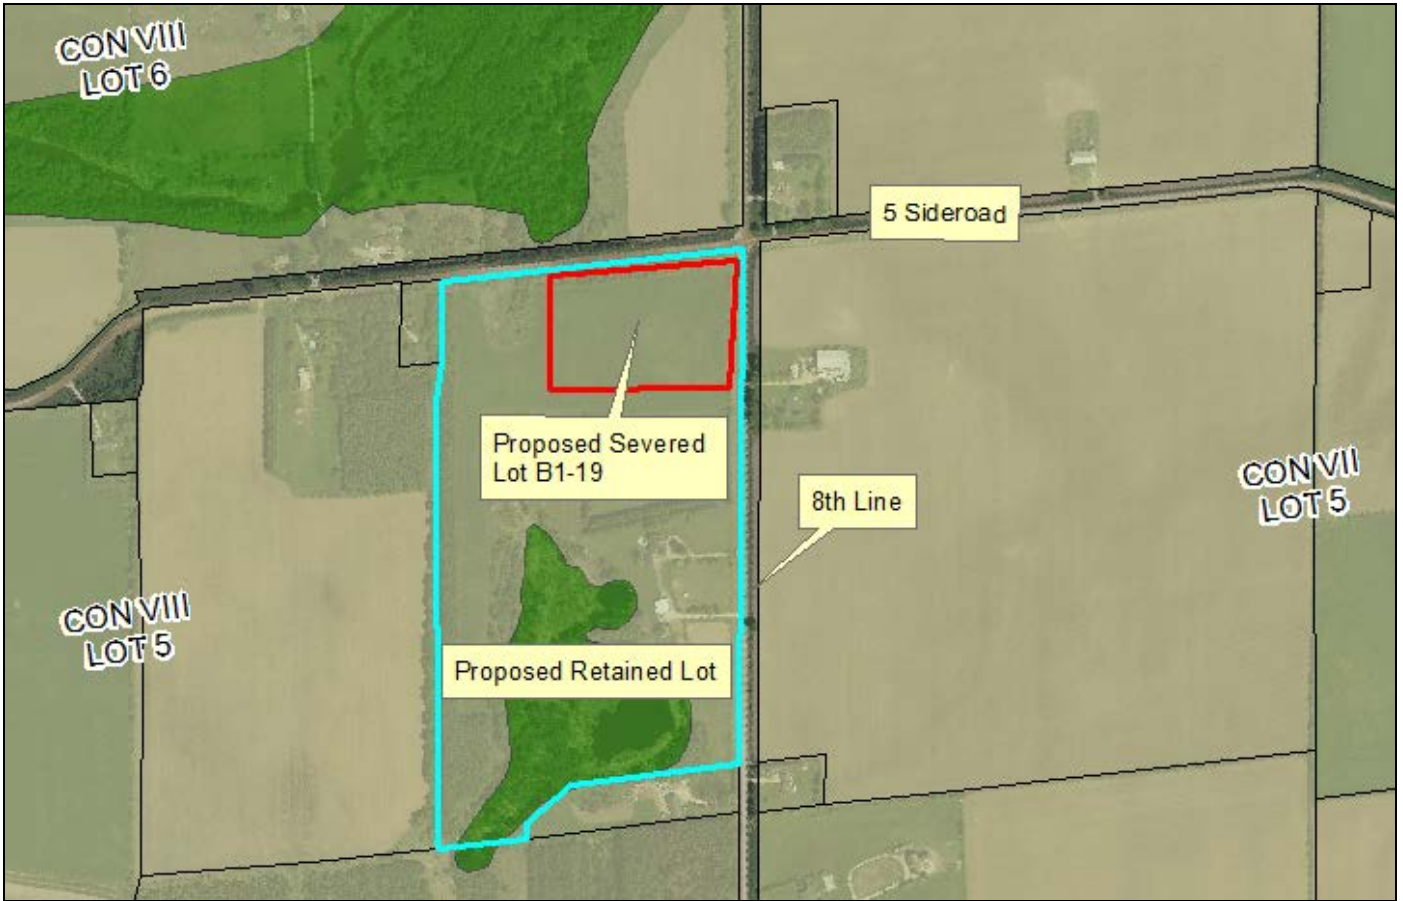 CON VIII
LOT 6
5 Sideroad
Proposed Severed
Lot B1-19
CON VII
LOT 5
8th Line
CON VIII
LOT 5
Proposed Retained Lot